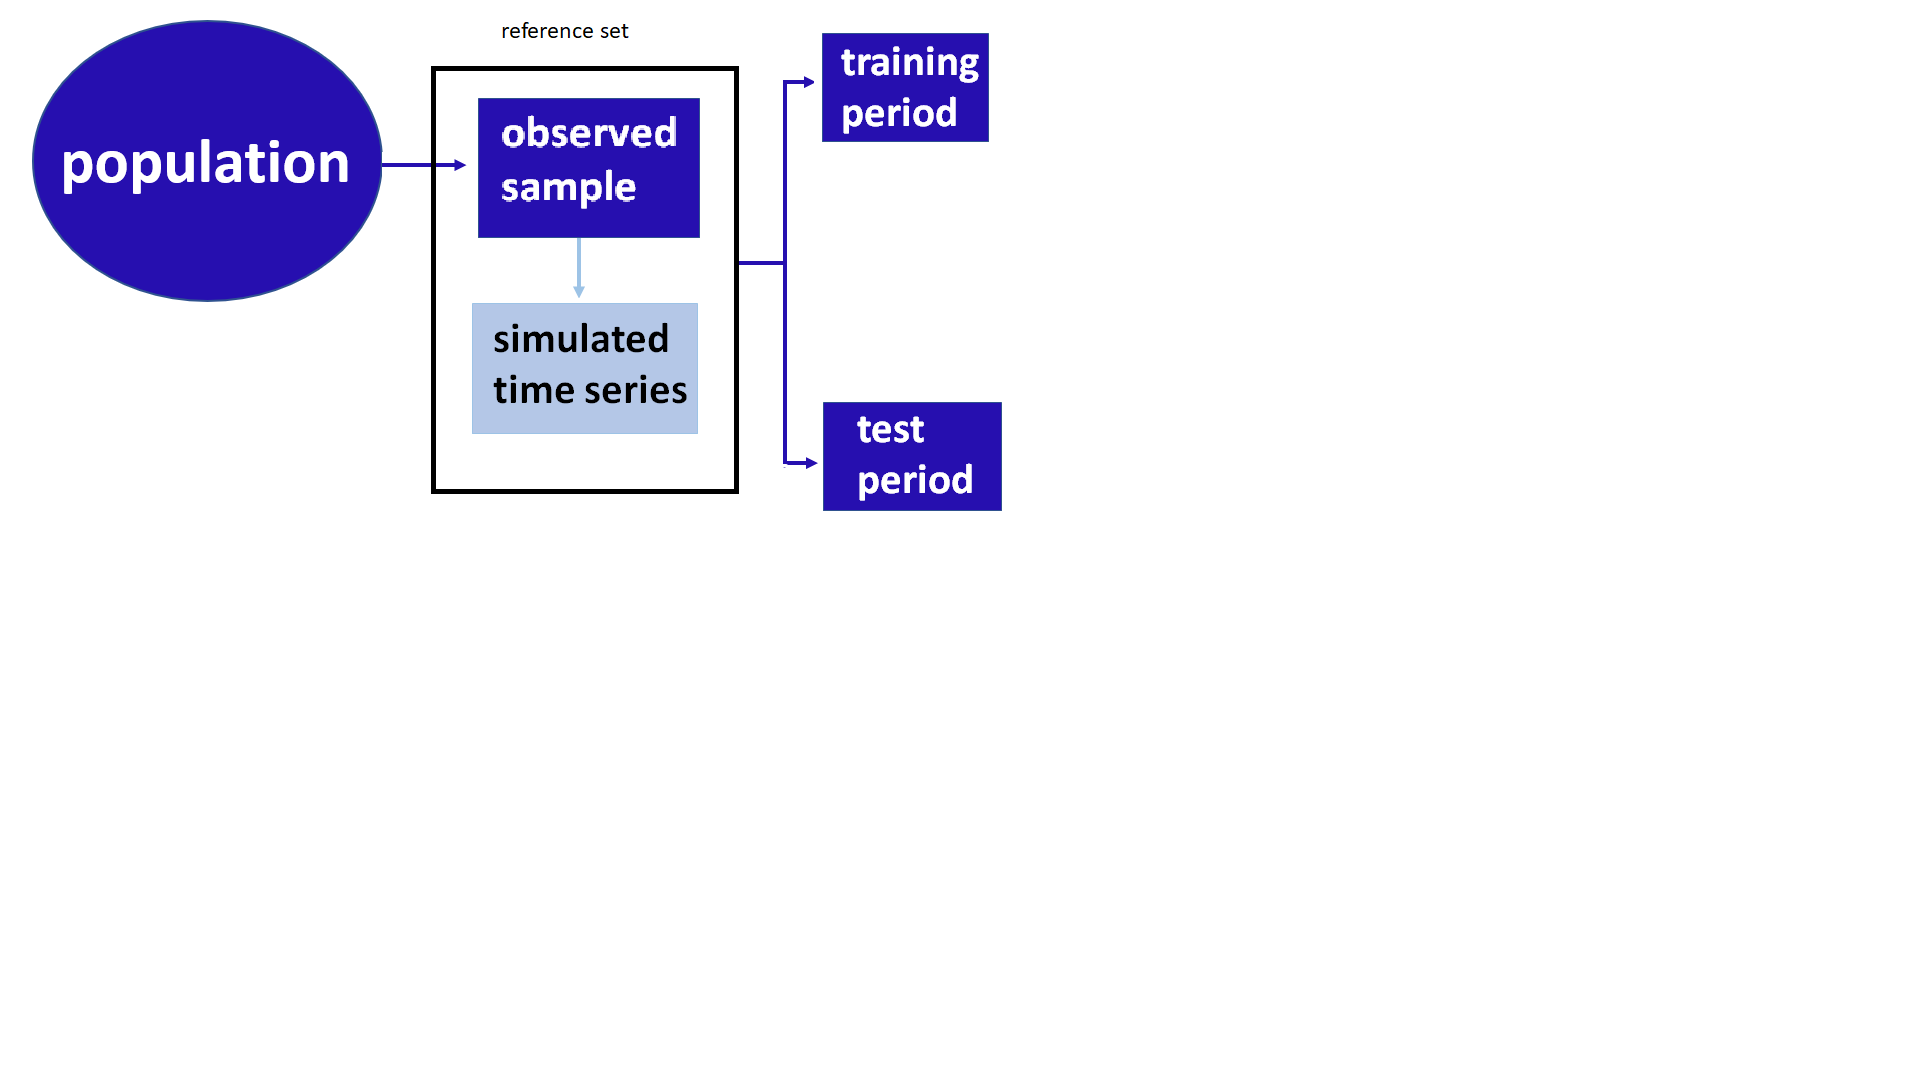 population
reference set
observed
sample
simulated
time series
training
period
test
period